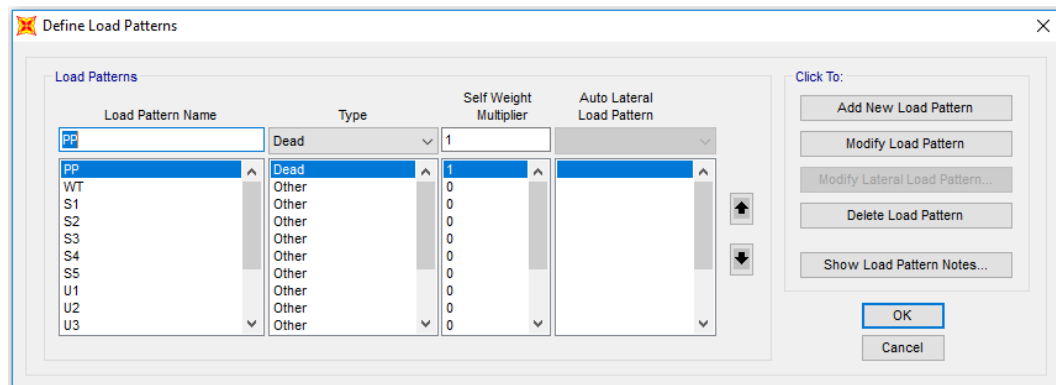 Define Load Patterns
Load Patterns
Click To:
Load Pattern Name Type Self Weight Multiplier Auto Lateral Load Pattern
PP Dead 1
PP Dead 1
WT Other 0
S1 Other 0
S2 Other 0
S3 Other 0
S4 Other 0
S5 Other 0
U1 Other 0
U2 Other 0
U3 Other 0
Add New Load Pattern
Modify Load Pattern
Modify Lateral Load Pattern...
Delete Load Pattern
Show Load Pattern Notes...
OK
Cancel